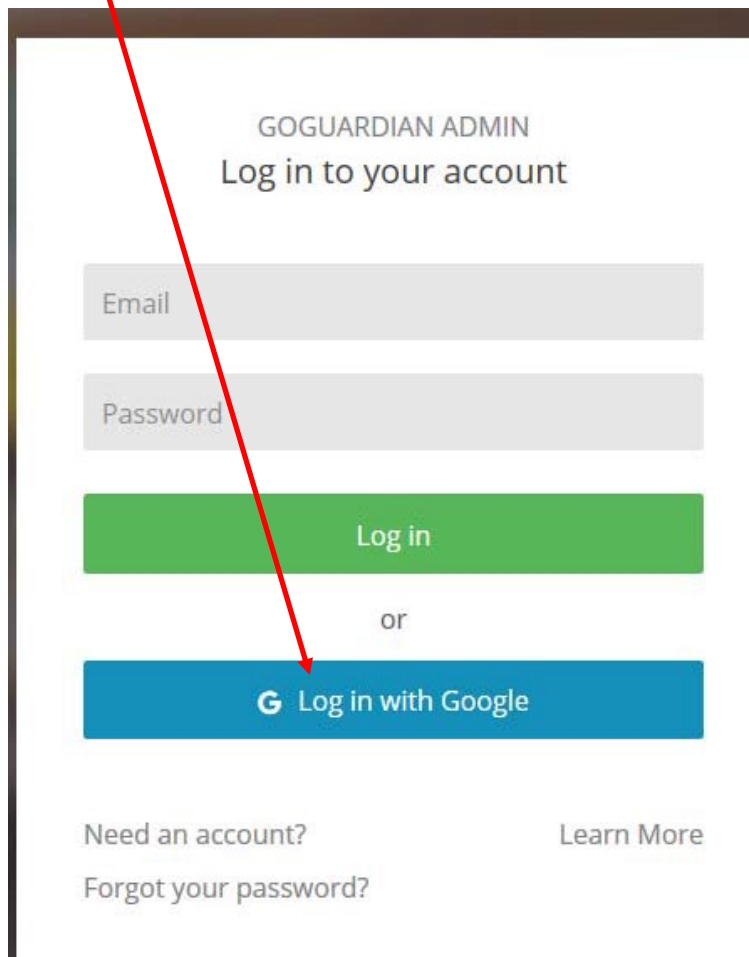 GOGUARDIAN ADMIN
Log in to your account
Email
Password
Log in
or
G Log in with Google
Need an account? Learn More
Forgot your password?